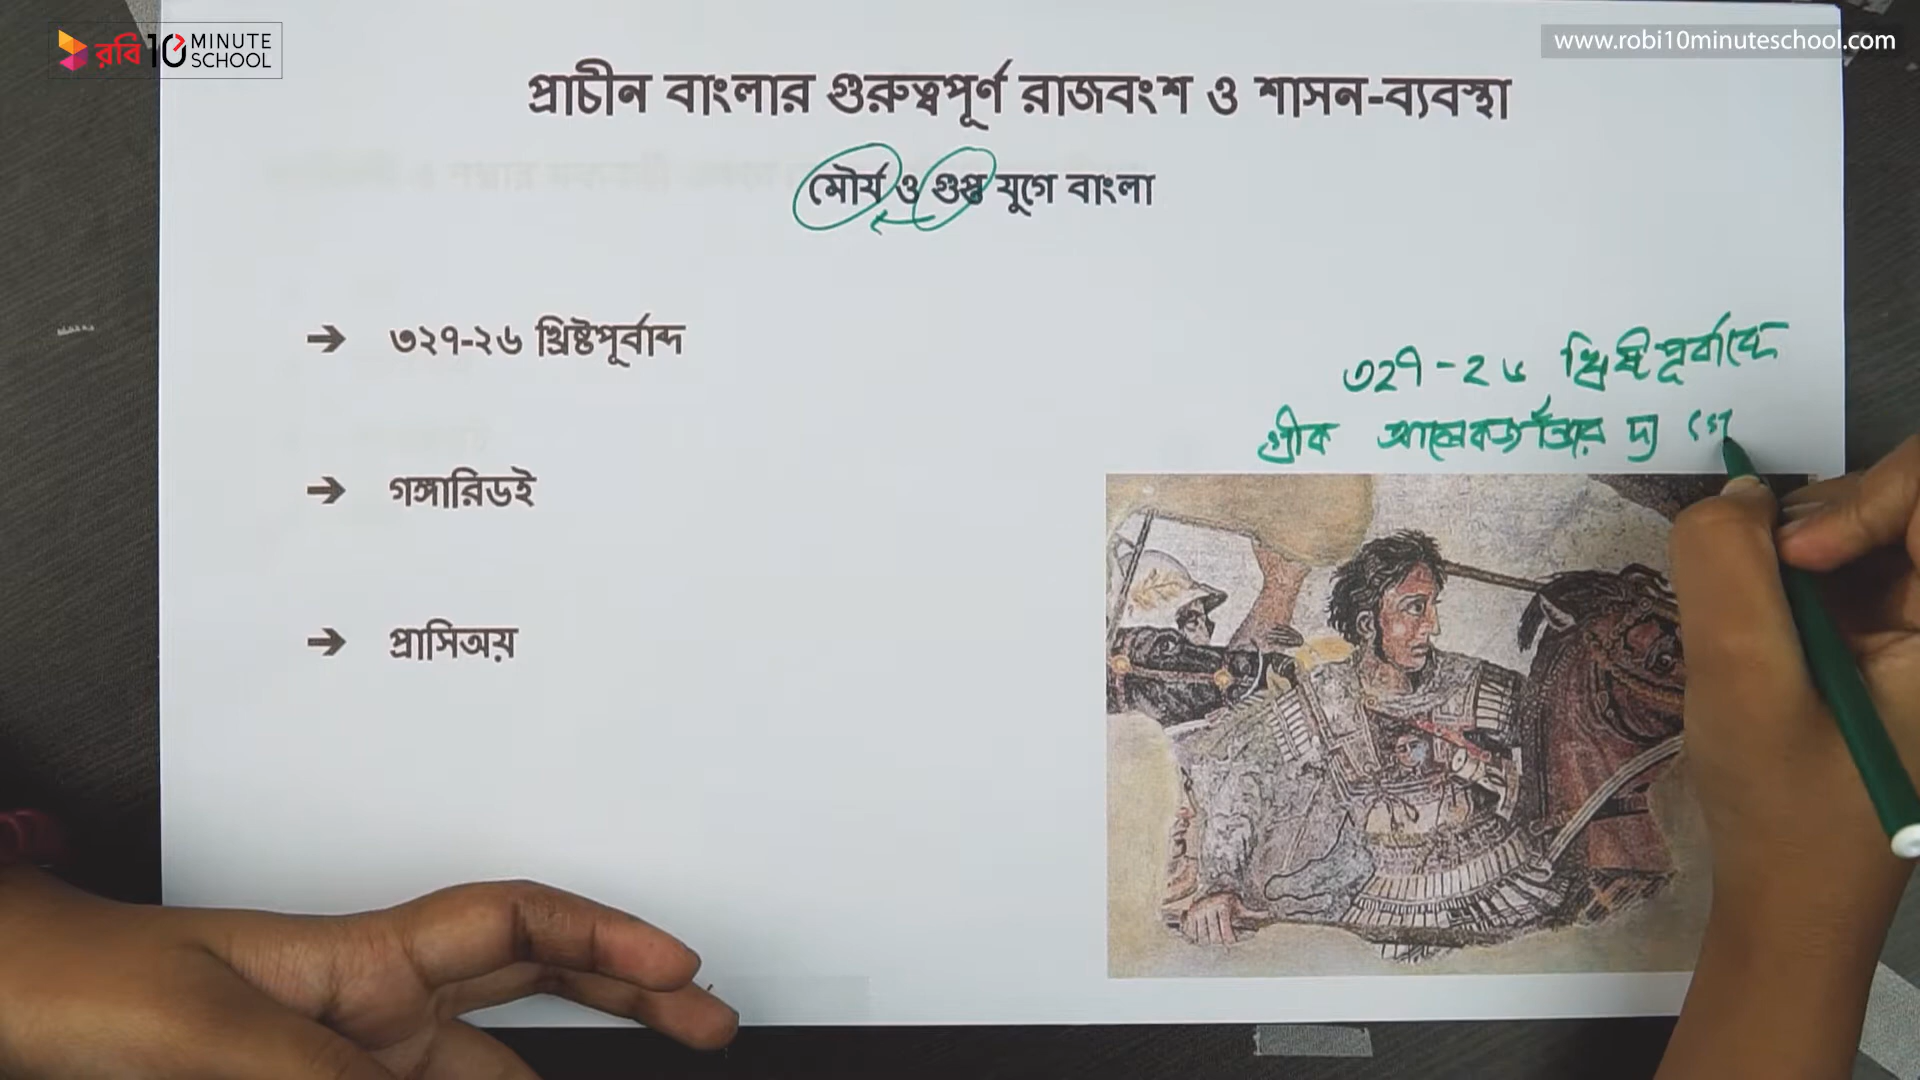 রবি 10 MINUTE SCHOOL
www.robi10minuteschool.com
প্রাচীন বাংলার গুরুত্বপূর্ণ রাজবংশ ও শাসন-ব্যবস্থা
মৌর্য ও গুপ্ত যুগে বাংলা
➔ ৩২৭-২৬ খ্রিষ্টপূর্বাব্দ
৩২৭-২৬ খ্রিষ্টপূর্বাব্দে
গ্রীক আলেকজান্ডার দ্য গ্রে
➔ গঙ্গারিডই
➔ প্রাসিঅয়